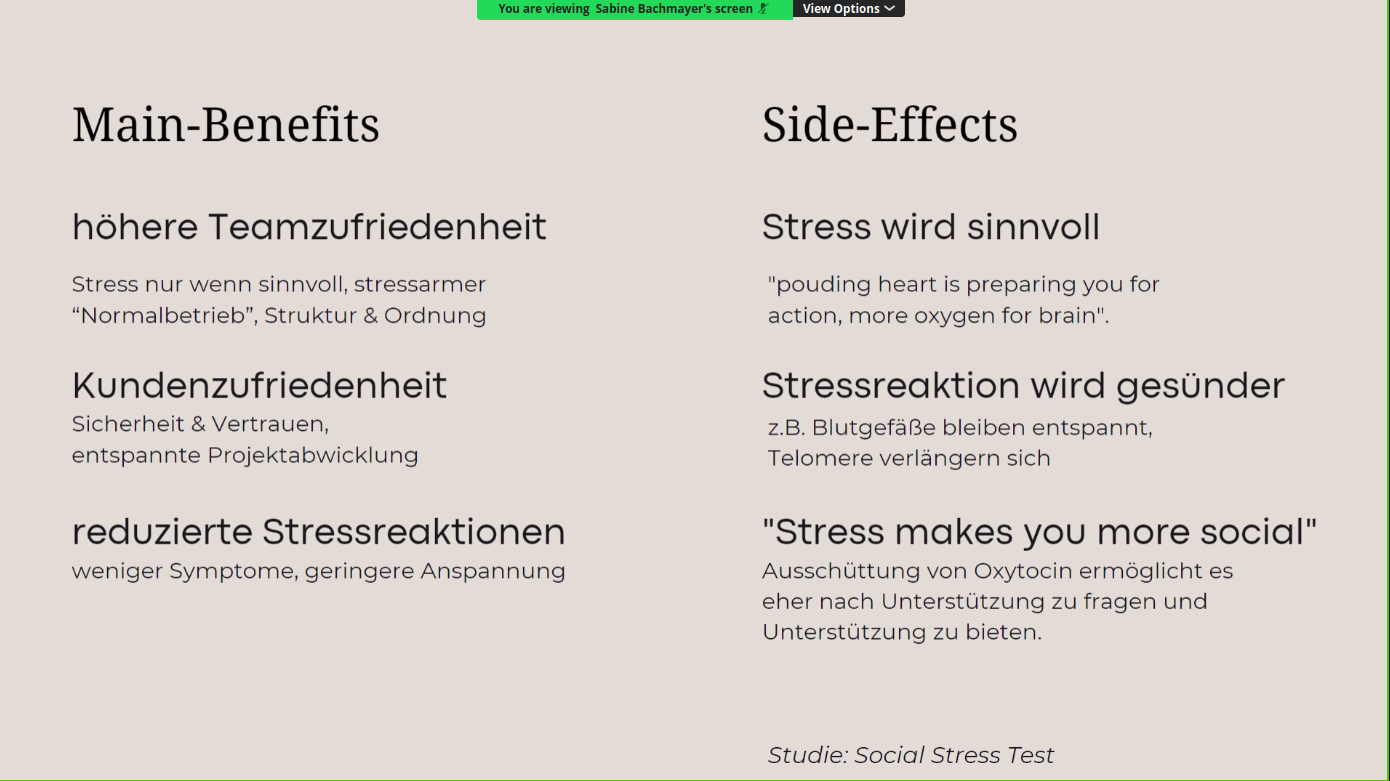 You are viewing Sabine Bachmayer's screen
View Options
Main-Benefits
höhere Teamzufriedenheit
Stress nur wenn sinnvoll, stressarmer
“Normalbetrieb”, Struktur & Ordnung
Kundenzufriedenheit
Sicherheit & Vertrauen,
entspannte Projektabwicklung
reduzierte Stressreaktionen
weniger Symptome, geringere Anspannung
Side-Effects
Stress wird sinnvoll
"pouding heart is preparing you for
action, more oxygen for brain".
Stressreaktion wird gesünder
z.B. Blutgefäße bleiben entspannt,
Telomere verlängern sich
"Stress makes you more social"
Ausschüttung von Oxytocin ermöglicht es
eher nach Unterstützung zu fragen und
Unterstützung zu bieten.
Studie: Social Stress Test